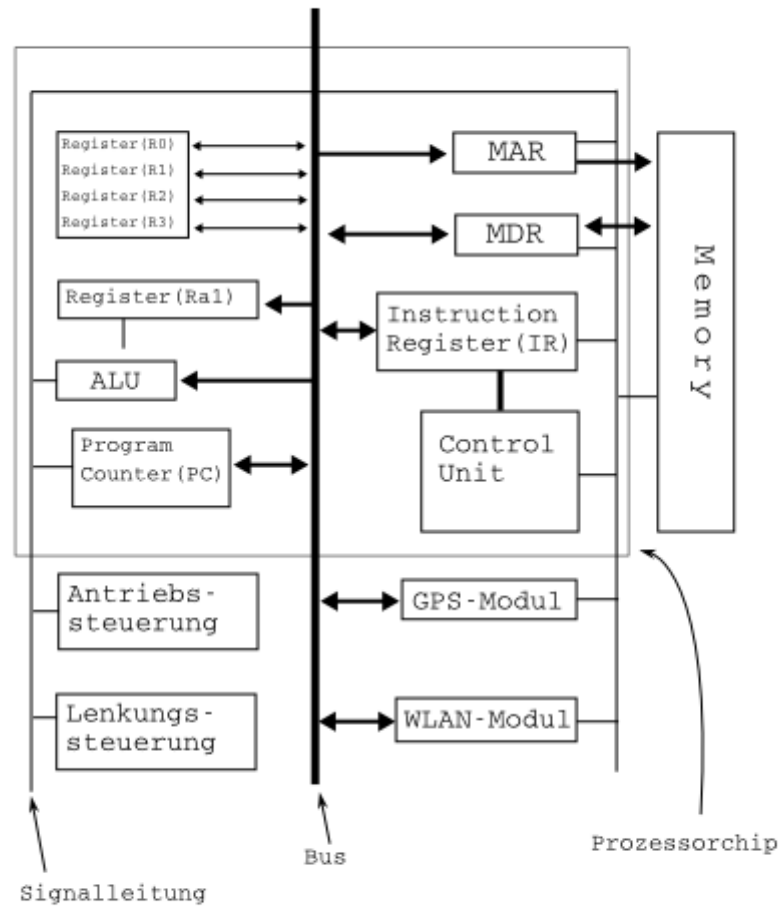 Register(R0)
Register(R1)
Register(R2)
Register(R3)
MAR
MDR
Memory
Register(Ra1)
Instruction
Register(IR)
ALU
Program
Counter(PC)
Control
Unit
Antriebs-
steuerung
GPS-Modul
Lenkungs-
steuerung
WLAN-Modul
Prozessorchip
Bus
Signalleitung